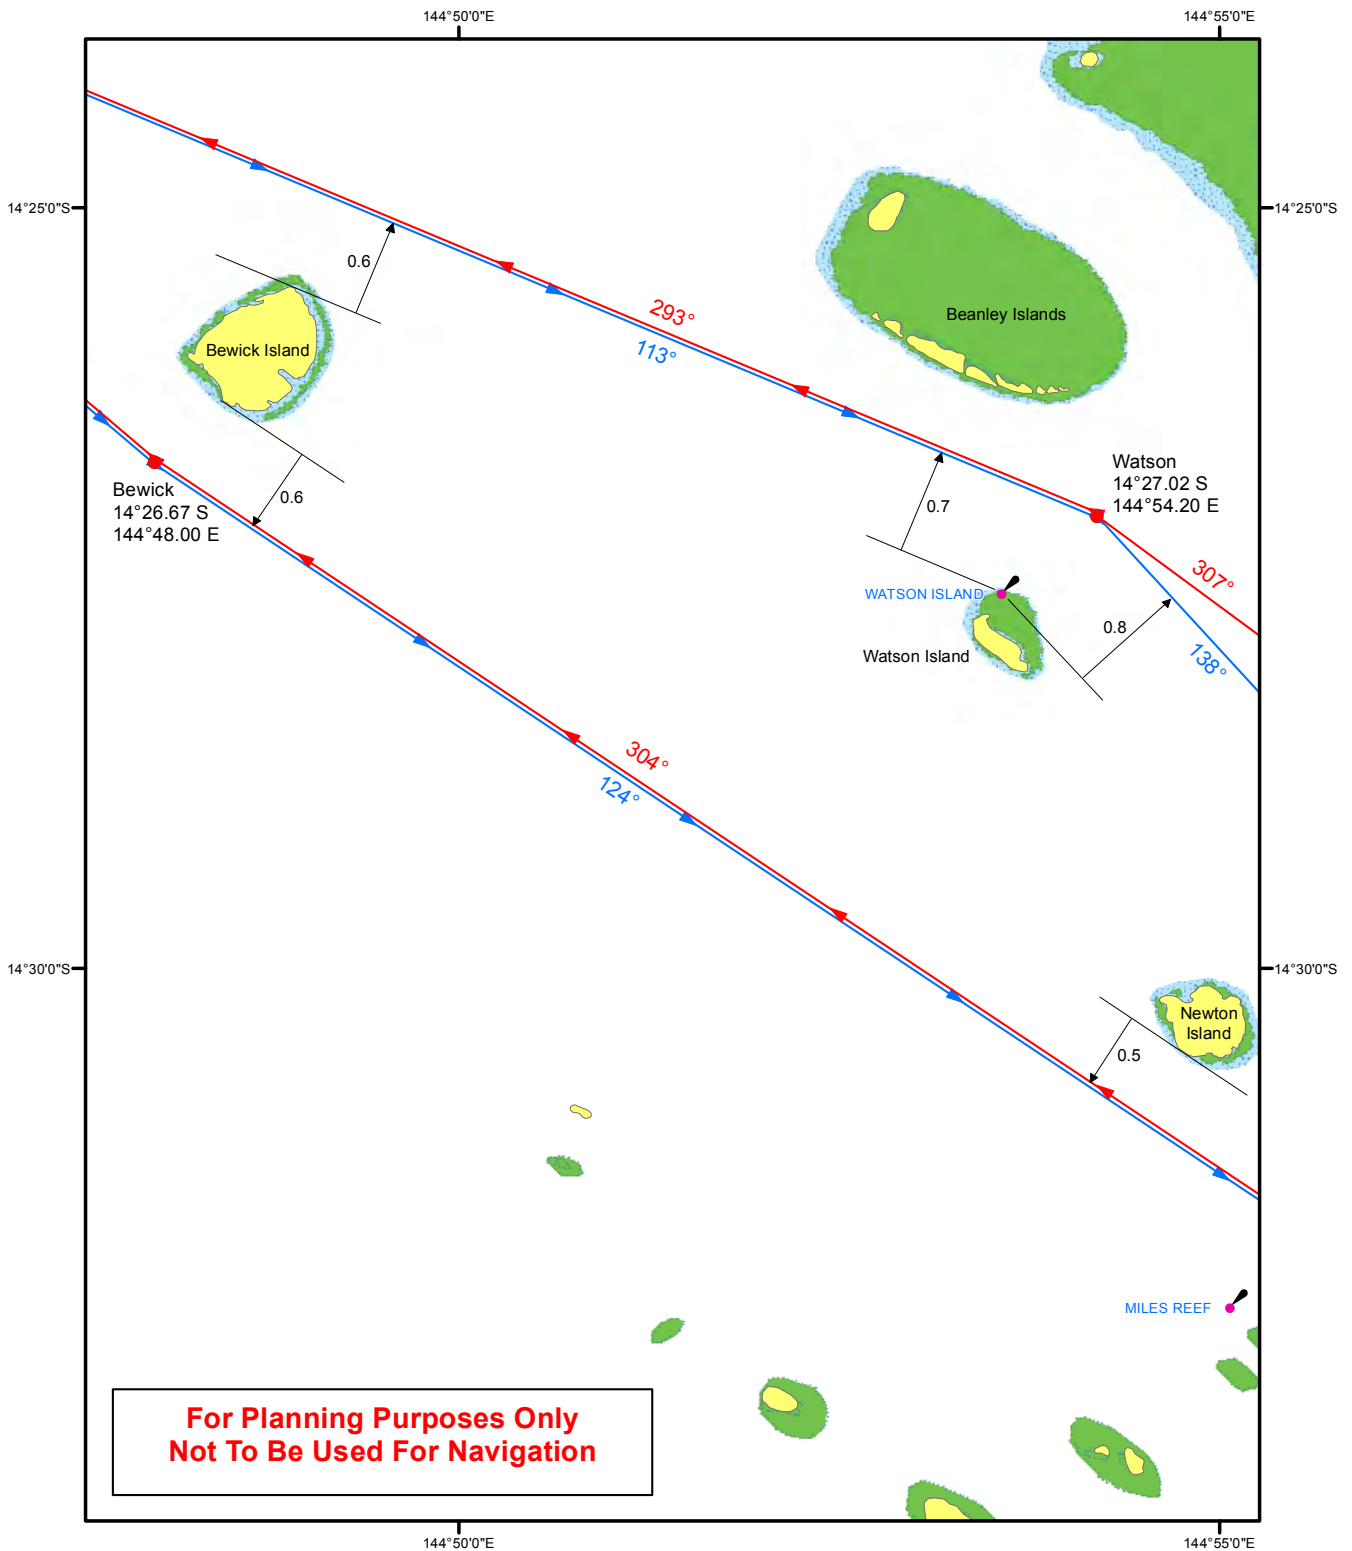 144°50'0"E
144°55'0"E
14°25'0"S
14°25'0"S
0.6
293°
113°
Beanley Islands
Bewick Island
Watson
14°27.02 S
144°54.20 E
Bewick
14°26.67 S
144°48.00 E
0.6
0.7
307°
WATSON ISLAND
0.8
Watson Island
138°
304°
124°
14°30'0"S
14°30'0"S
Newton
Island
0.5
MILES REEF
For Planning Purposes Only
Not To Be Used For Navigation
144°50'0"E
144°55'0"E